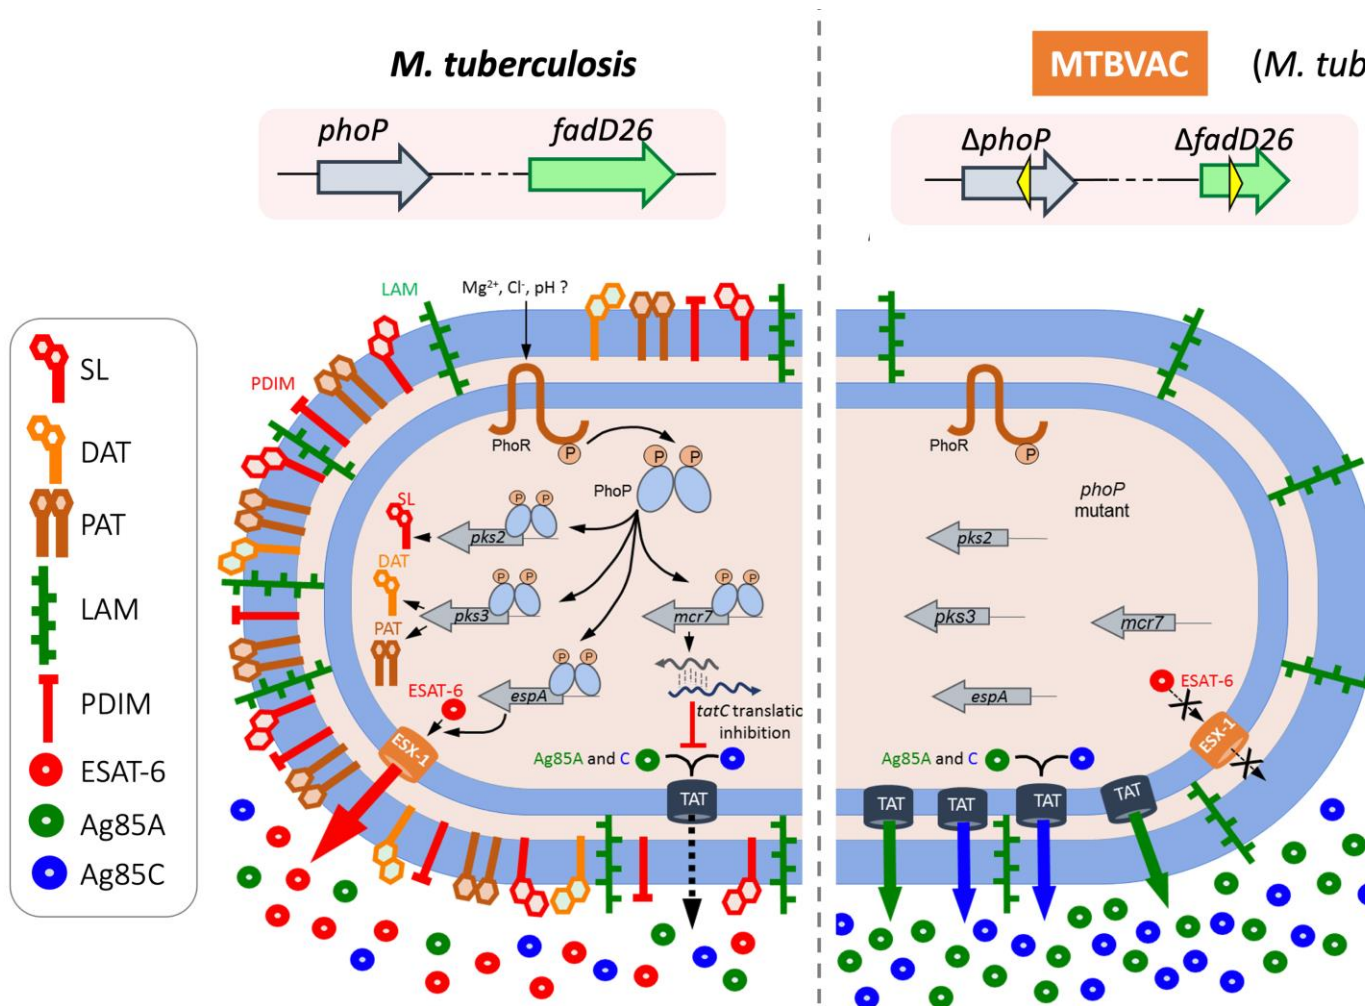 M. tuberculosis
MTBVAC (M. tub
phoP fadD26
ΔphoP ΔfadD26
SL
DAT
PAT
LAM
PDIM
ESAT-6
Ag85A
Ag85C
LAM
PDIM
Mg²⁺, Cl⁻, pH ?
PhoR
P
P P
PhoP
SL
P P
pks2
DAT
P P
pks3
PAT
P P
mcr7
P P
espA
ESAT-6
ESX-1
tatC translatic
inhibition
Ag85A and C
TAT
PhoR
P
phoP
mutant
pks2
pks3
mcr7
espA
ESAT-6
ESX-1
Ag85A and C
TAT
TAT
TAT
TAT